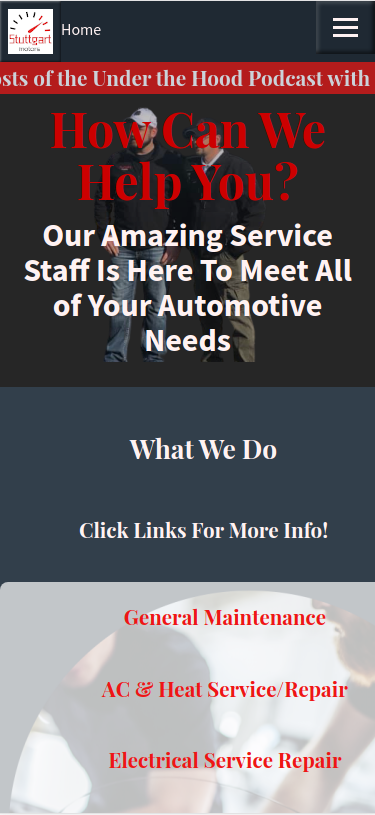 Stuttgart
motors
Home
osts of the Under the Hood Podcast with
How Can We
Help You?
Our Amazing Service
Staff Is Here To Meet All
of Your Automotive
Needs
What We Do
Click Links For More Info!
General Maintenance
AC & Heat Service/Repair
Electrical Service Repair